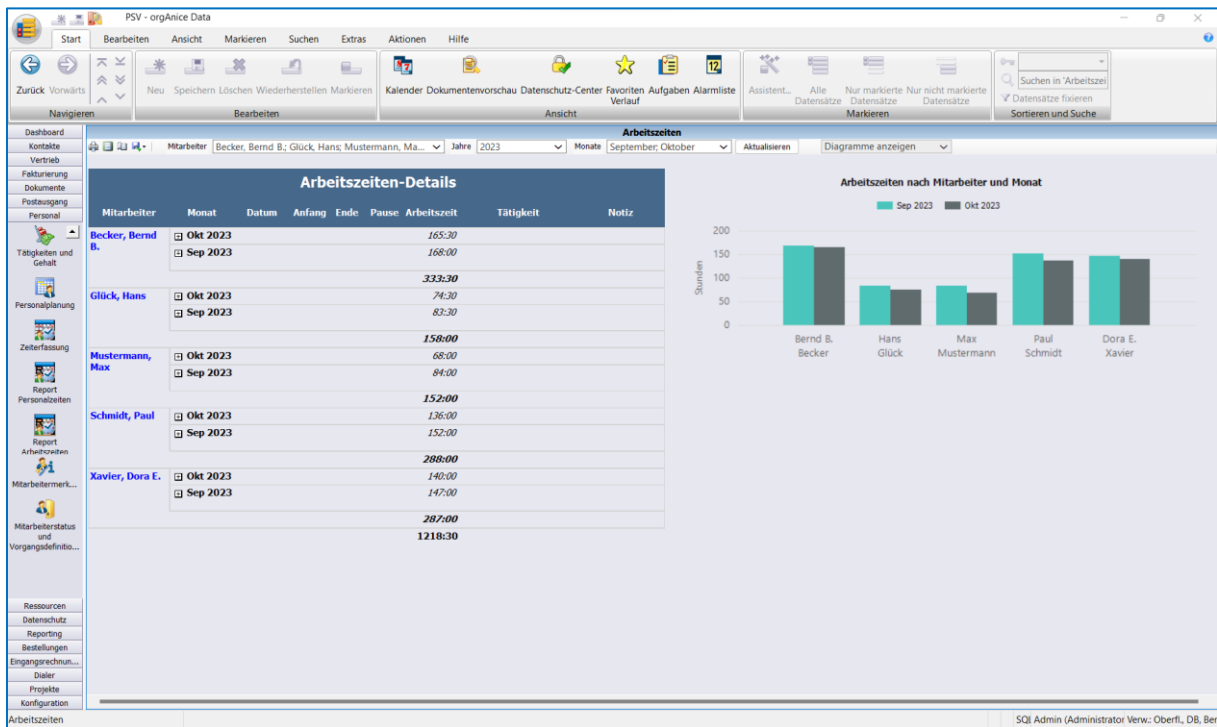 PSV - orgAnice Data
Start Bearbeiten Ansicht Markieren Suchen Extras Aktionen Hilfe
Zurück Vorwärts
Neu Speichern Löschen Wiederherstellen Markieren
Kalender Dokumentenvorschau Datenschutz-Center Favoriten Verlauf Aufgaben Alarmliste
Assistent... Alle Datensätze Nur markierte Datensätze Nur nicht markierte Datensätze
Suchen in 'Arbeitszei
Datensätze fixieren
Navigieren Bearbeiten Ansicht Markieren Sortieren und Suche
Dashboard
Kontakte
Vertrieb
Fakturierung
Dokumente
Postausgang
Personal
Tätigkeiten und
Gehalt
Personalplanung
Zeiterfassung
Report
Personalzeiten
Report
Arbeitszeiten
Mitarbeitermerk...
Mitarbeiterstatus
und
Vorgangsdefinitio...
Ressourcen
Datenschutz
Reporting
Bestellungen
Eingangsrechnun...
Dialer
Projekte
Konfiguration
Arbeitszeiten
Mitarbeiter Becker, Bernd B.; Glück, Hans; Mustermann, Ma... Jahre 2023 Monate September; Oktober Aktualisieren Diagramme anzeigen
Arbeitszeiten-Details
Mitarbeiter Monat Datum Anfang Ende Pause Arbeitszeit Tätigkeit Notiz
Becker, Bernd B. Okt 2023 165:30
Sep 2023 168:00
333:30
Glück, Hans Okt 2023 74:30
Sep 2023 83:30
158:00
Mustermann, Max Okt 2023 68:00
Sep 2023 84:00
152:00
Schmidt, Paul Okt 2023 136:00
Sep 2023 152:00
288:00
Xavier, Dora E. Okt 2023 140:00
Sep 2023 147:00
287:00
1218:30
Arbeitszeiten nach Mitarbeiter und Monat
Sep 2023 Okt 2023
Stunden
200
150
100
50
0
Bernd B. Becker
Hans Glück
Max Mustermann
Paul Schmidt
Dora E. Xavier
Arbeitszeiten
SQL Admin (Administrator Verw.: Oberfl., DB, Ber